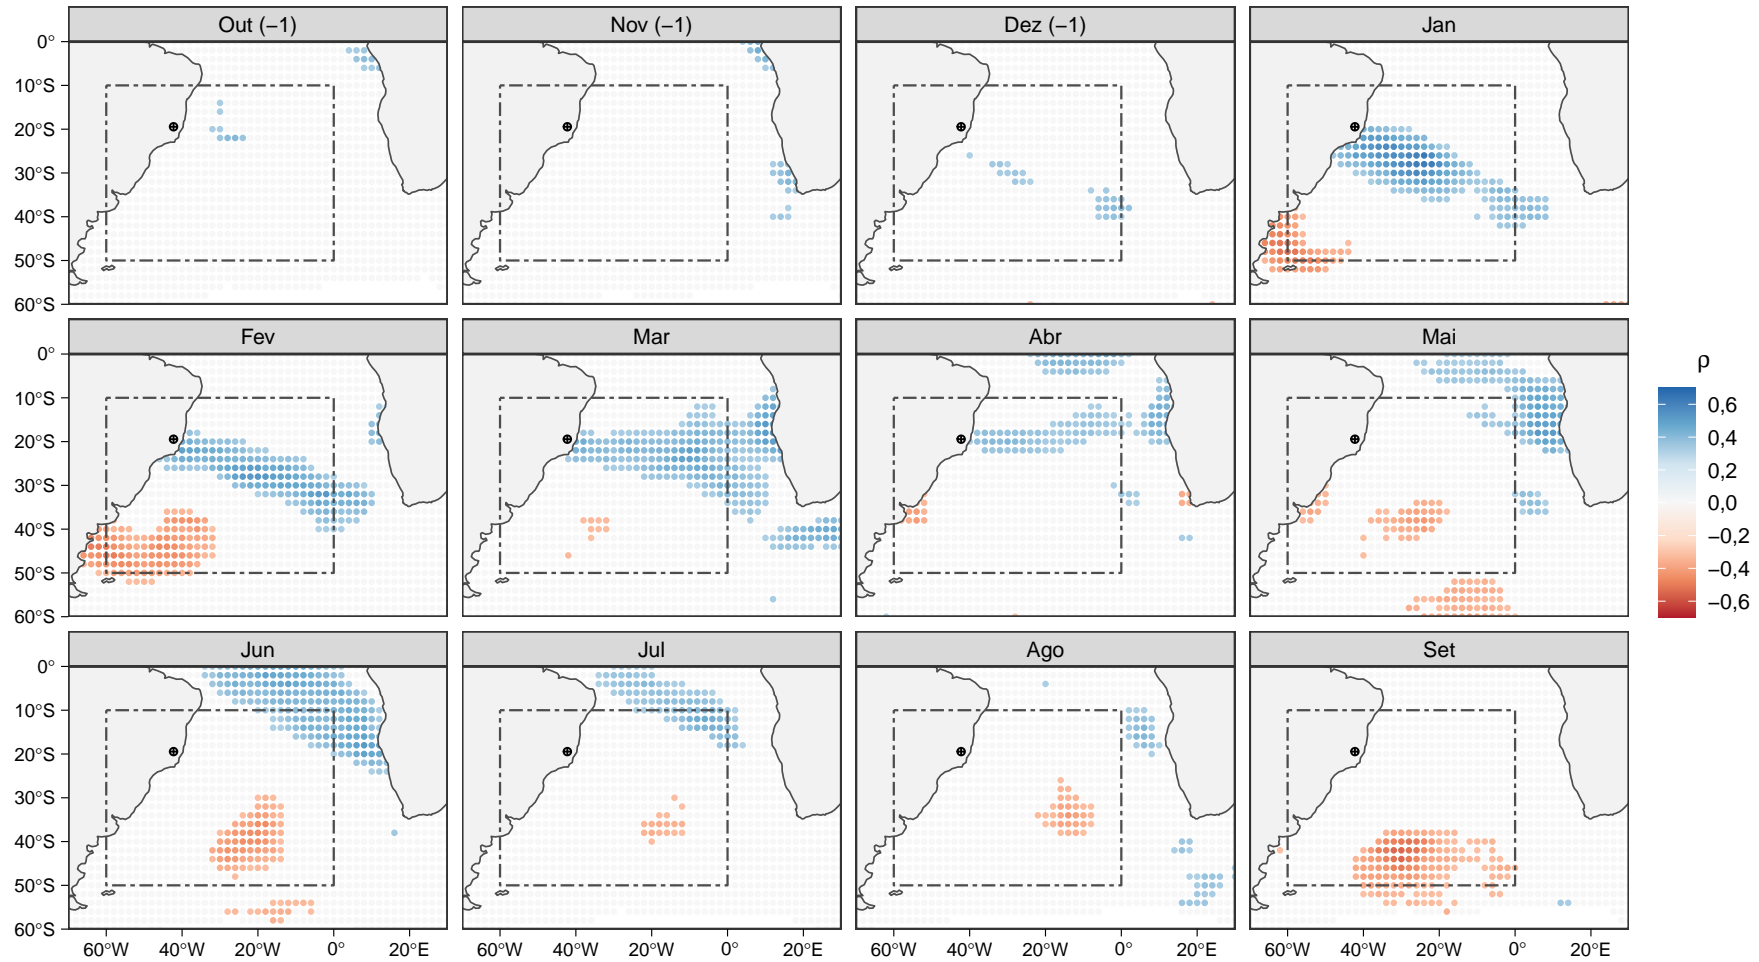 Out (−1) Nov (−1) Dez (−1) Jan
0°
10°S
20°S
30°S
40°S
50°S
60°S
Fev Mar Abr Mai
0°
10°S
20°S
30°S
40°S
50°S
60°S
ρ
0,6
0,4
0,2
0,0
−0,2
−0,4
−0,6
Jun Jul Ago Set
0°
10°S
20°S
30°S
40°S
50°S
60°S
60°W 40°W 20°W 0° 20°E 60°W 40°W 20°W 0° 20°E 60°W 40°W 20°W 0° 20°E 60°W 40°W 20°W 0° 20°E